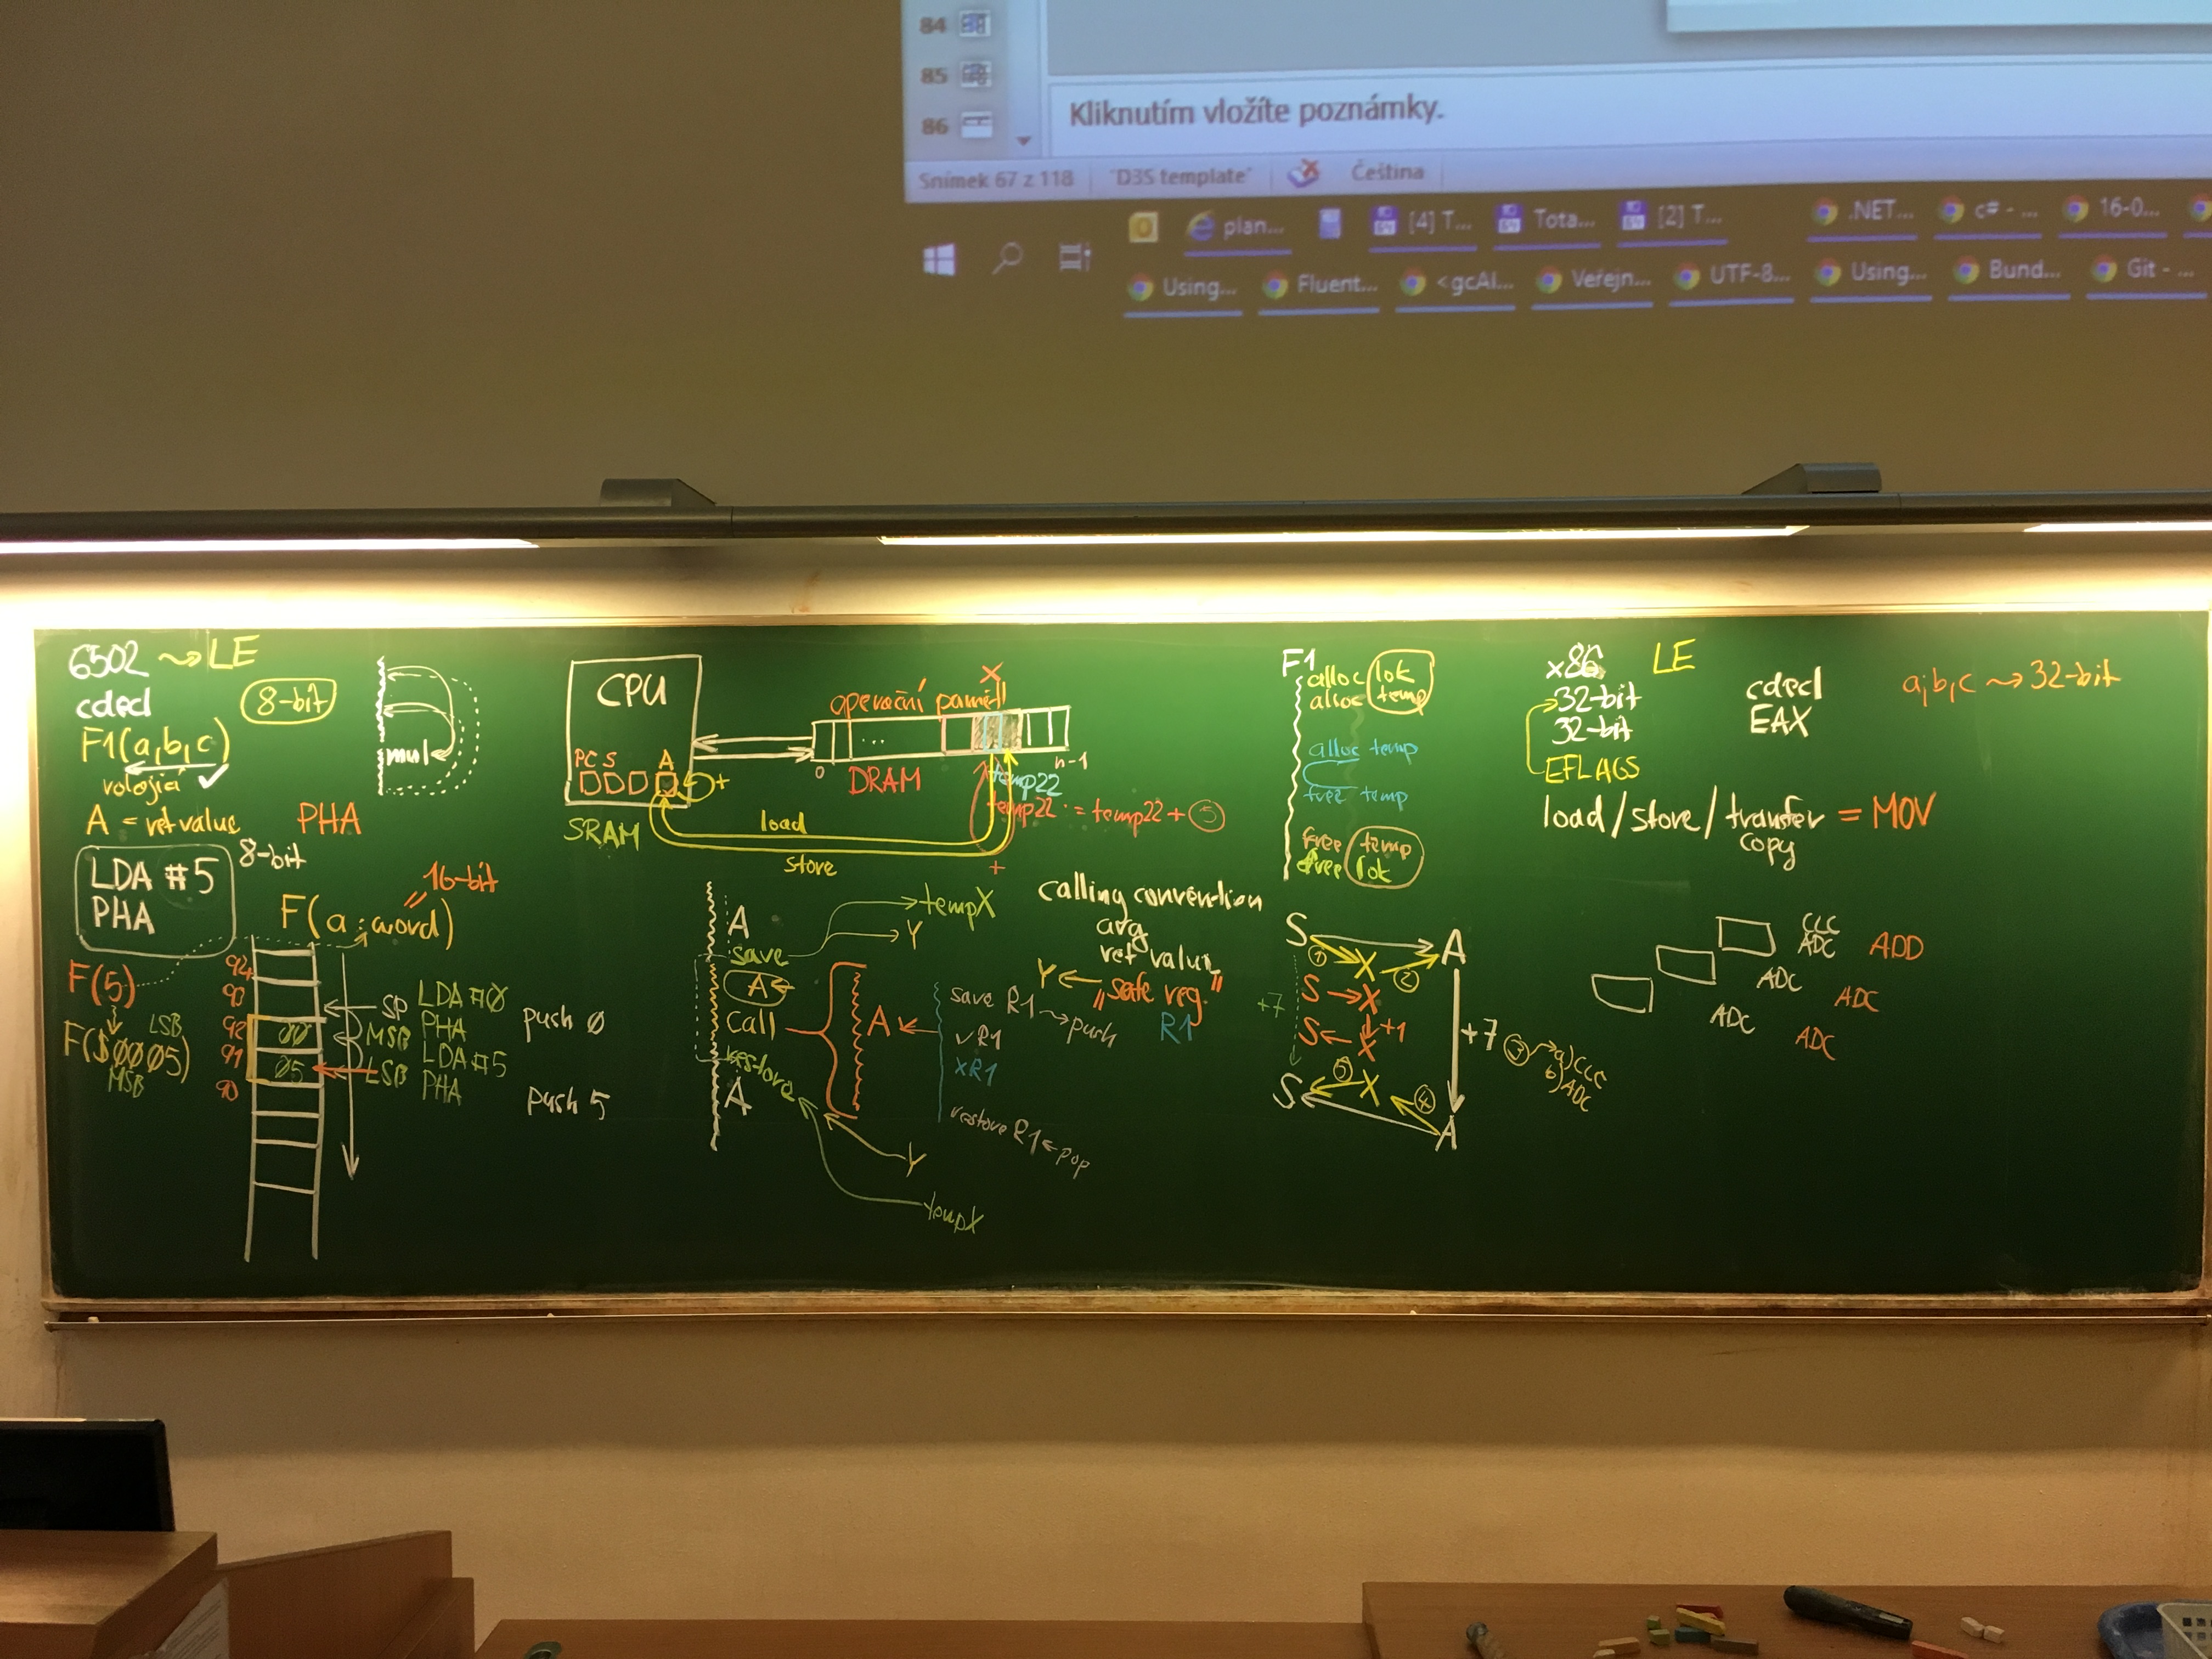 84
85
86
Kliknutím vložíte poznámky.
Snímek 67 z 118 "D3S template" Čeština
plan... [4] T... Tota... [2] T... .NET... c# - ... 16-0...
Using... Fluent... <gcAl... Veřejn... UTF-8... Using... Bund... Git - ...
6502 ⇝ LE
cdecl
8-bit
F1(a,b,c)
volající ✓
A = ret value
PHA
LDA #5
PHA
8-bit
16-bit
F(a:word)
F(5)
LSB
F($0005)
MSB
94
93
92
91
90
00
05
SP
MSB
LSB
LDA #0
PHA
LDA #5
PHA
push 0
push 5
mul
CPU
PC S A
+
SRAM
operační paměť
X
...
0
n-1
DRAM
temp22
temp22 := temp22 + 5
load
store
+
A
save
A
call
restore
A
tempX
Y
A
Y
tempX
calling convention
arg
ret value
Y ← "safe reg."
R1
save R1 → push
✓R1
xR1
restore R1 ← pop
F1
alloc lok
alloc temp
alloc temp
free temp
free temp
free lok
S → A
① X ②
S → X
+7
+1
S ← X
+7 ③ → a) CLC
b) ADC
S ⑤ X ④
A
x86 LE
32-bit
32-bit
EFLAGS
cdecl
EAX
a,b,c ⇝ 32-bit
load/store/transfer = MOV
copy
CLC
ADC ADD
ADC ADC
ADC ADC